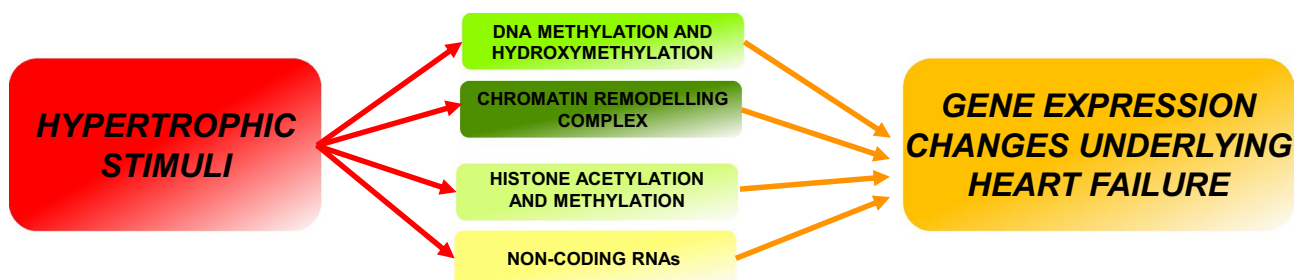 HYPERTROPHIC
STIMULI
DNA METHYLATION AND
HYDROXYMETHYLATION
CHROMATIN REMODELLING
COMPLEX
HISTONE ACETYLATION
AND METHYLATION
NON-CODING RNAs
GENE EXPRESSION
CHANGES UNDERLYING
HEART FAILURE